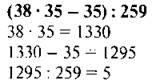 (38 · 35 – 35) : 259
38 · 35 = 1330
1330 – 35 = 1295
1295 : 259 = 5